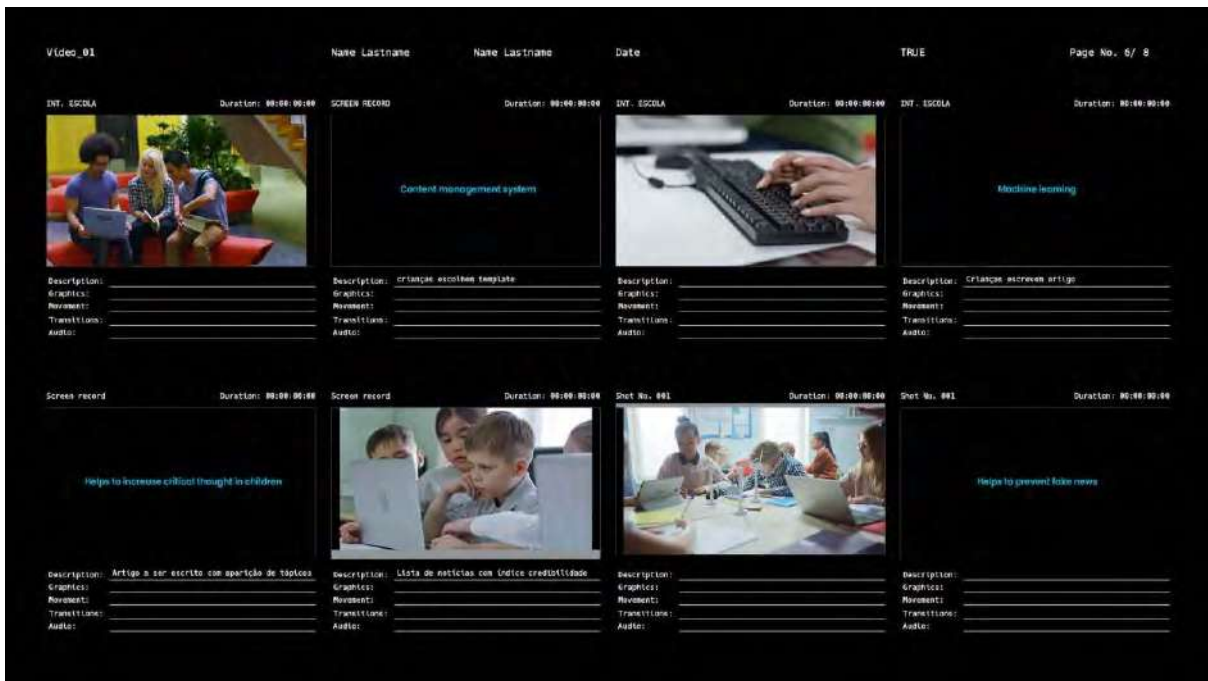 Vídeo_01 Name Lastname Name Lastname Date TRUE Page No. 6/ 8
INT. ESCOLA Duration: 00:00:00:00 SCREEN RECORD Duration: 00:00:00:00 INT. ESCOLA Duration: 00:00:00:00 INT. ESCOLA Duration: 00:00:00:00
Content management system
Machine learning
Description: Description: crianças escolhem template Description: Description: Crianças escrevem artigo
Graphics: Graphics: Graphics: Graphics:
Movement: Movement: Movement: Movement:
Transitions: Transitions: Transitions: Transitions:
Audio: Audio: Audio: Audio:
Screen record Duration: 00:00:00:00 Screen record Duration: 00:00:00:00 Shot No. 001 Duration: 00:00:00:00 Shot No. 001 Duration: 00:00:00:00
Helps to increase critical thought in children
Helps to prevent fake news
Description: Artigo a ser escrito com aparição de tópicos Description: Lista de notícias com índice credibilidade Description: Description:
Graphics: Graphics: Graphics: Graphics:
Movement: Movement: Movement: Movement:
Transitions: Transitions: Transitions: Transitions:
Audio: Audio: Audio: Audio: